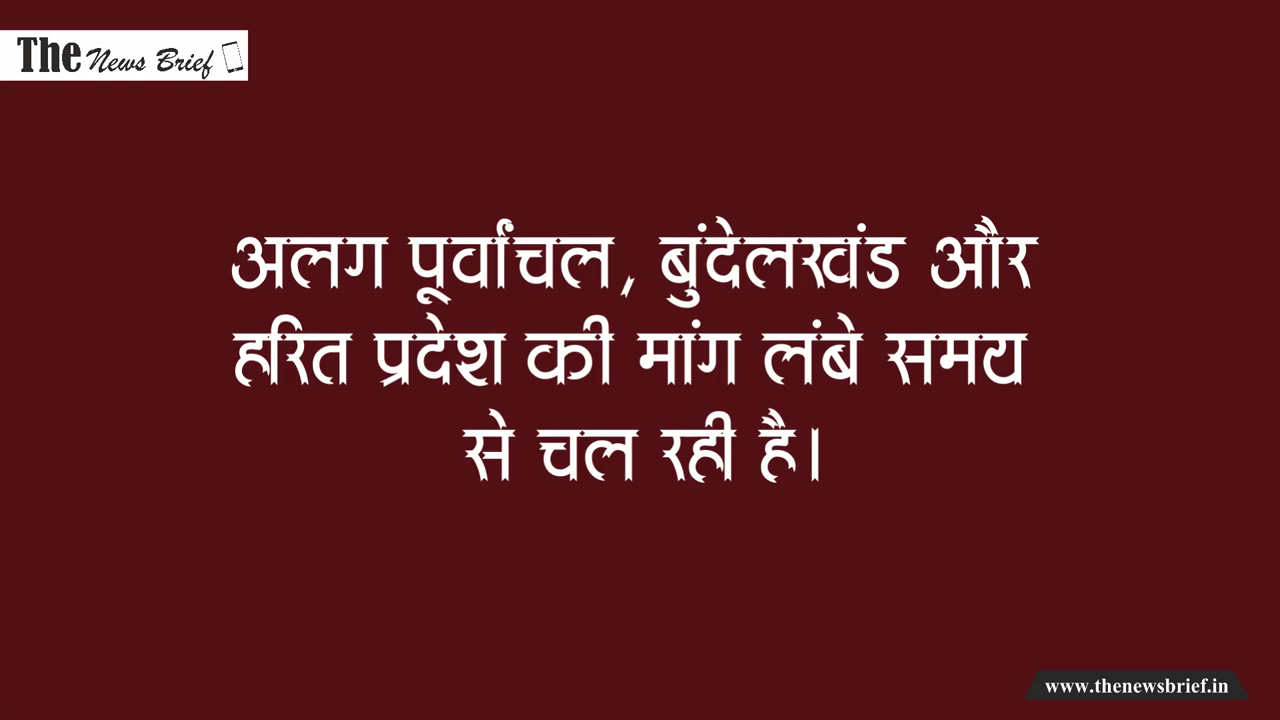 The News Brief
अलग पूर्वांचल, बुंदेलखंड और
हरित प्रदेश की मांग लंबे समय
से चल रही है।
www.thenewsbrief.in